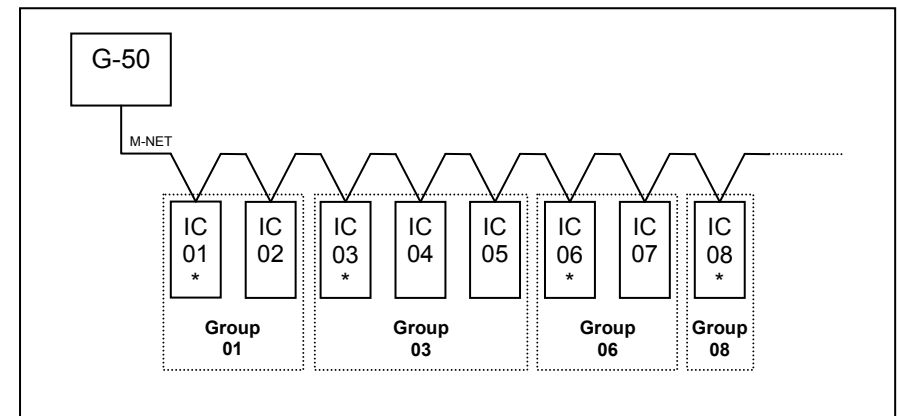 G-50
M-NET
IC IC IC IC IC IC IC IC
01 02 03 04 05 06 07 08
* * * *
Group Group Group Group
01 03 06 08